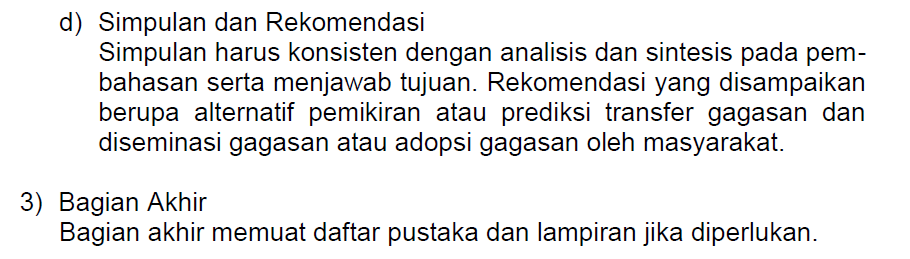 d) Simpulan dan Rekomendasi
Simpulan harus konsisten dengan analisis dan sintesis pada pem-
bahasan serta menjawab tujuan. Rekomendasi yang disampaikan
berupa alternatif pemikiran atau prediksi transfer gagasan dan
diseminasi gagasan atau adopsi gagasan oleh masyarakat.
3) Bagian Akhir
Bagian akhir memuat daftar pustaka dan lampiran jika diperlukan.